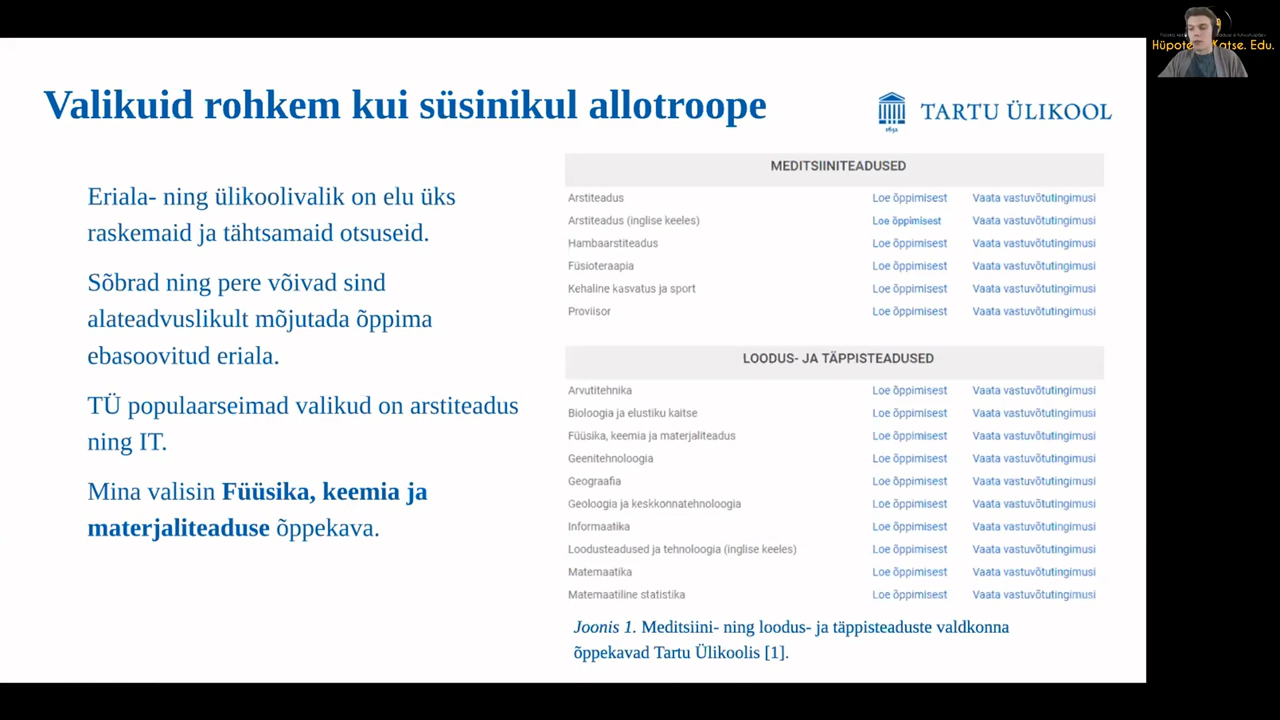 Valikuid rohkem kui süsinikul allotroope
TARTU ÜLIKOOL
1632
Eriala- ning ülikoolivalik on elu üks
raskemaid ja tähtsamaid otsuseid.
Sõbrad ning pere võivad sind
alateadvuslikult mõjutada õppima
ebasoovitud eriala.
TÜ populaarseimad valikud on arstiteadus
ning IT.
Mina valisin Füüsika, keemia ja
materjaliteaduse õppekava.
MEDITSIINITEADUSED
Arstiteadus Loe õppimisest Vaata vastuvõtutingimusi
Arstiteadus (inglise keeles) Loe õppimisest Vaata vastuvõtutingimusi
Hambaarstiteadus Loe õppimisest Vaata vastuvõtutingimusi
Füsioteraapia Loe õppimisest Vaata vastuvõtutingimusi
Kehaline kasvatus ja sport Loe õppimisest Vaata vastuvõtutingimusi
Proviisor Loe õppimisest Vaata vastuvõtutingimusi
LOODUS- JA TÄPPISTEADUSED
Arvutitehnika Loe õppimisest Vaata vastuvõtutingimusi
Bioloogia ja elustiku kaitse Loe õppimisest Vaata vastuvõtutingimusi
Füüsika, keemia ja materjaliteadus Loe õppimisest Vaata vastuvõtutingimusi
Geenitehnoloogia Loe õppimisest Vaata vastuvõtutingimusi
Geograafia Loe õppimisest Vaata vastuvõtutingimusi
Geoloogia ja keskkonnatehnoloogia Loe õppimisest Vaata vastuvõtutingimusi
Informaatika Loe õppimisest Vaata vastuvõtutingimusi
Loodusteadused ja tehnoloogia (inglise keeles) Loe õppimisest Vaata vastuvõtutingimusi
Matemaatika Loe õppimisest Vaata vastuvõtutingimusi
Matemaatiline statistika Loe õppimisest Vaata vastuvõtutingimusi
Joonis 1. Meditsiini- ning loodus- ja täppisteaduste valdkonna
õppekavad Tartu Ülikoolis [1].
Edu.